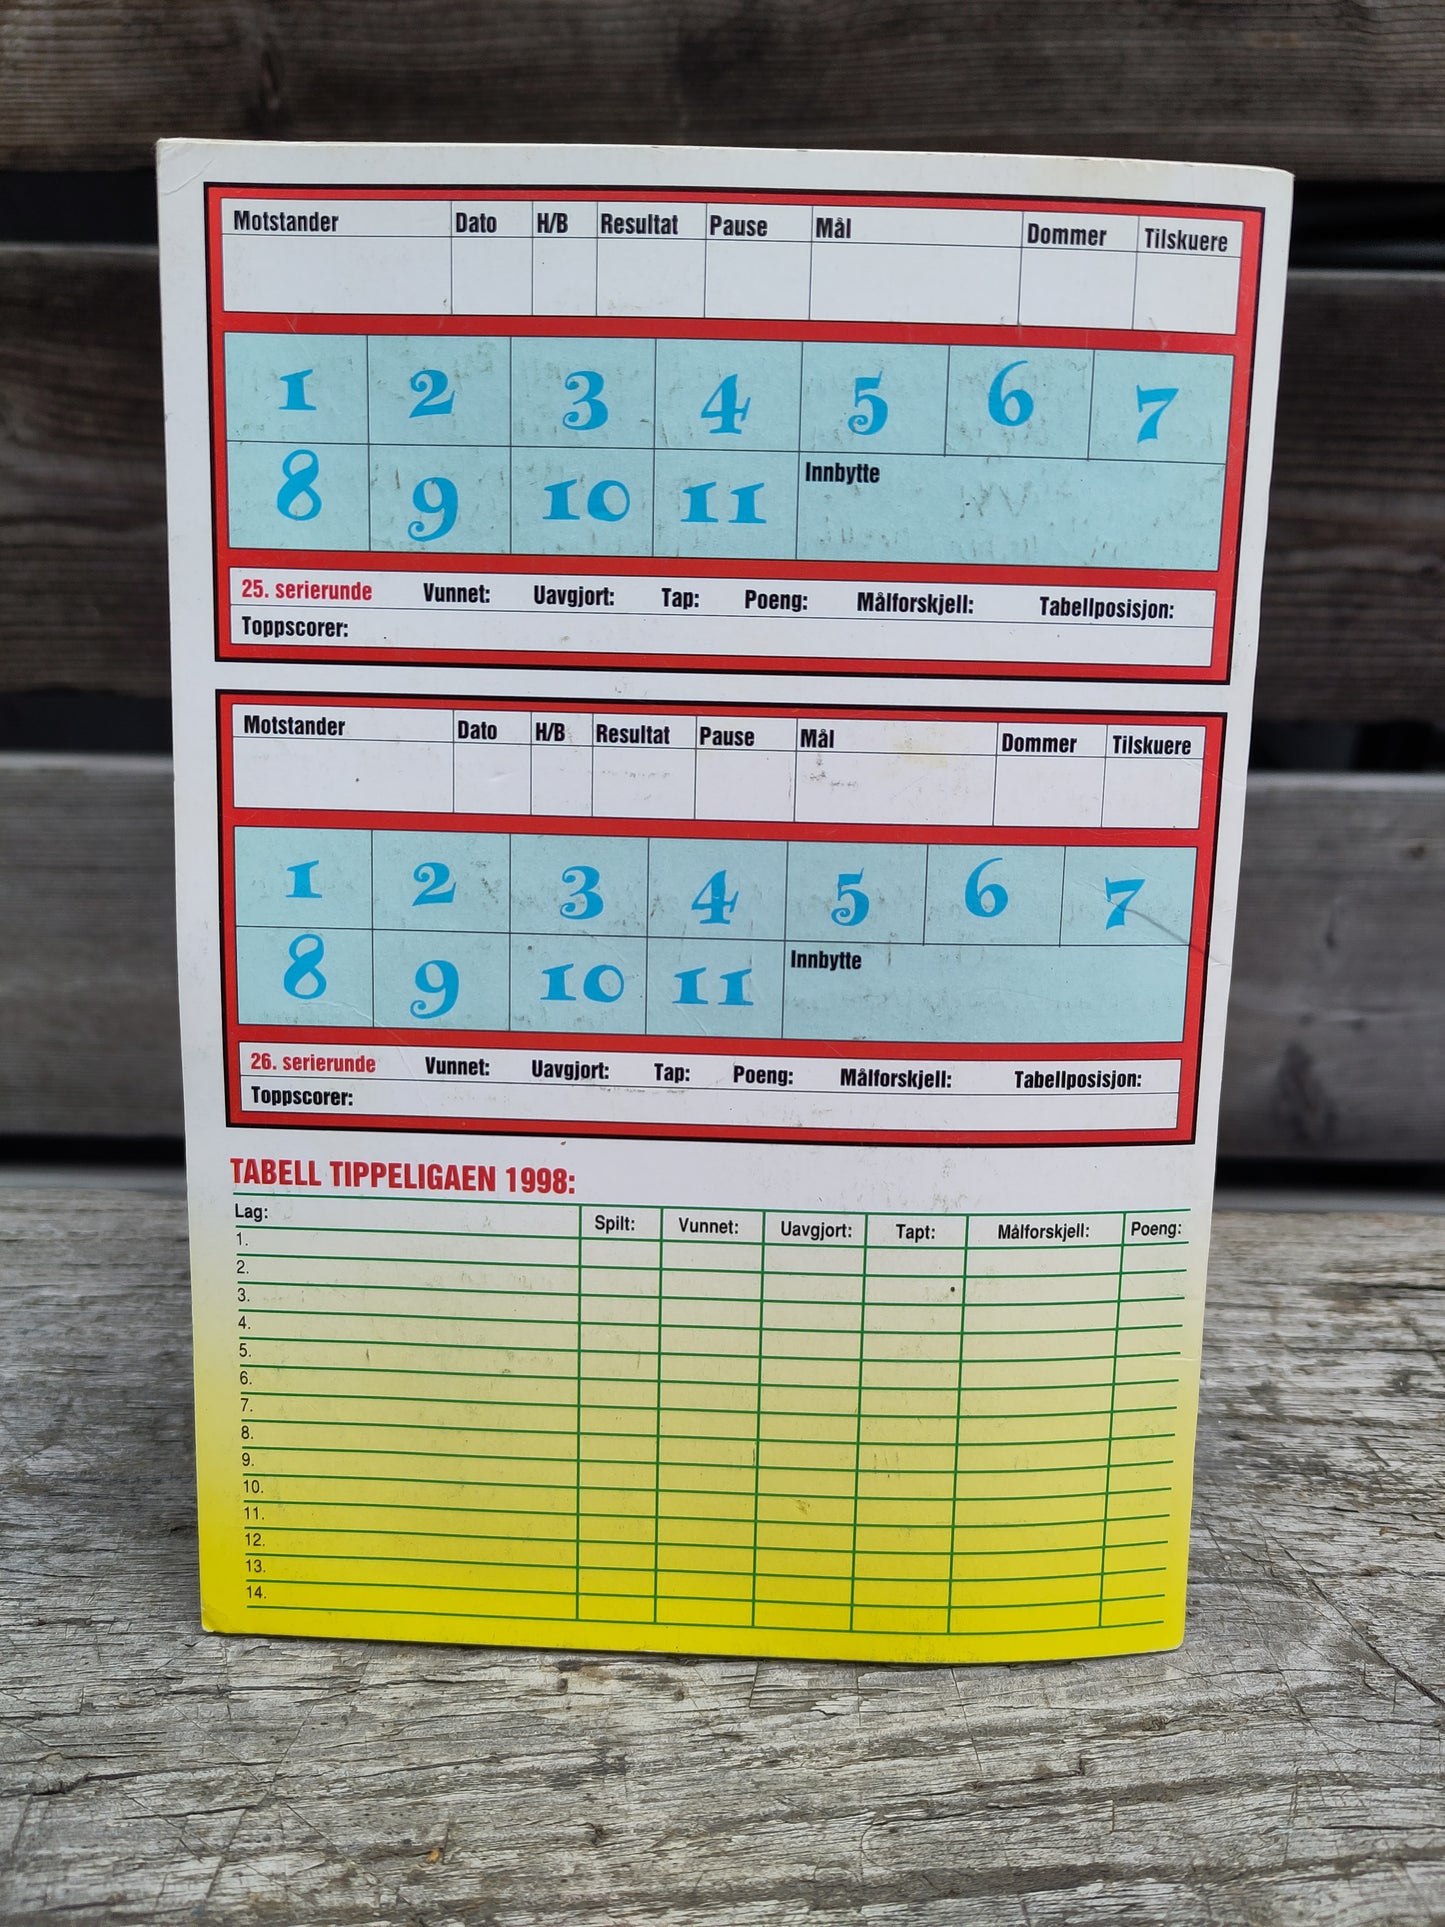 Motstander Dato H/B Resultat Pause Mål Dommer Tilskuere
1 2 3 4 5 6 7
8 9 10 11 Innbytte
25. serierunde Vunnet: Uavgjort: Tap: Poeng: Målforskjell: Tabellposisjon:
Toppscorer:
Motstander Dato H/B Resultat Pause Mål Dommer Tilskuere
1 2 3 4 5 6 7
8 9 10 11 Innbytte
26. serierunde Vunnet: Uavgjort: Tap: Poeng: Målforskjell: Tabellposisjon:
Toppscorer:
TABELL TIPPELIGAEN 1998:
Lag: Spilt: Vunnet: Uavgjort: Tapt: Målforskjell: Poeng:
1.
2.
3.
4.
5.
6.
7.
8.
9.
10.
11.
12.
13.
14.